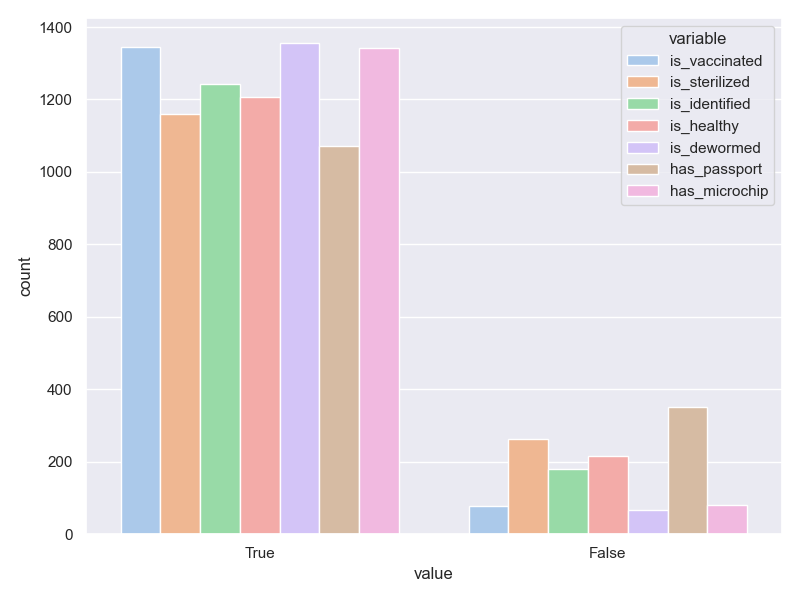 1400
1200
1000
800
600
400
200
0
count
True
False
value
variable
is_vaccinated
is_sterilized
is_identified
is_healthy
is_dewormed
has_passport
has_microchip